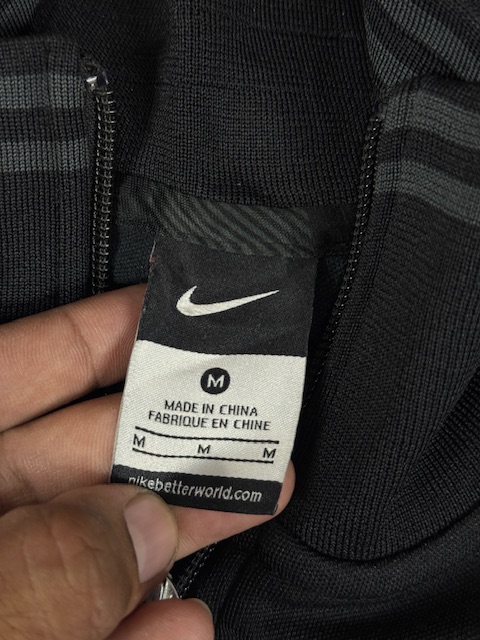 M
MADE IN CHINA
FABRIQUE EN CHINE
M M M
nikebetterworld.com